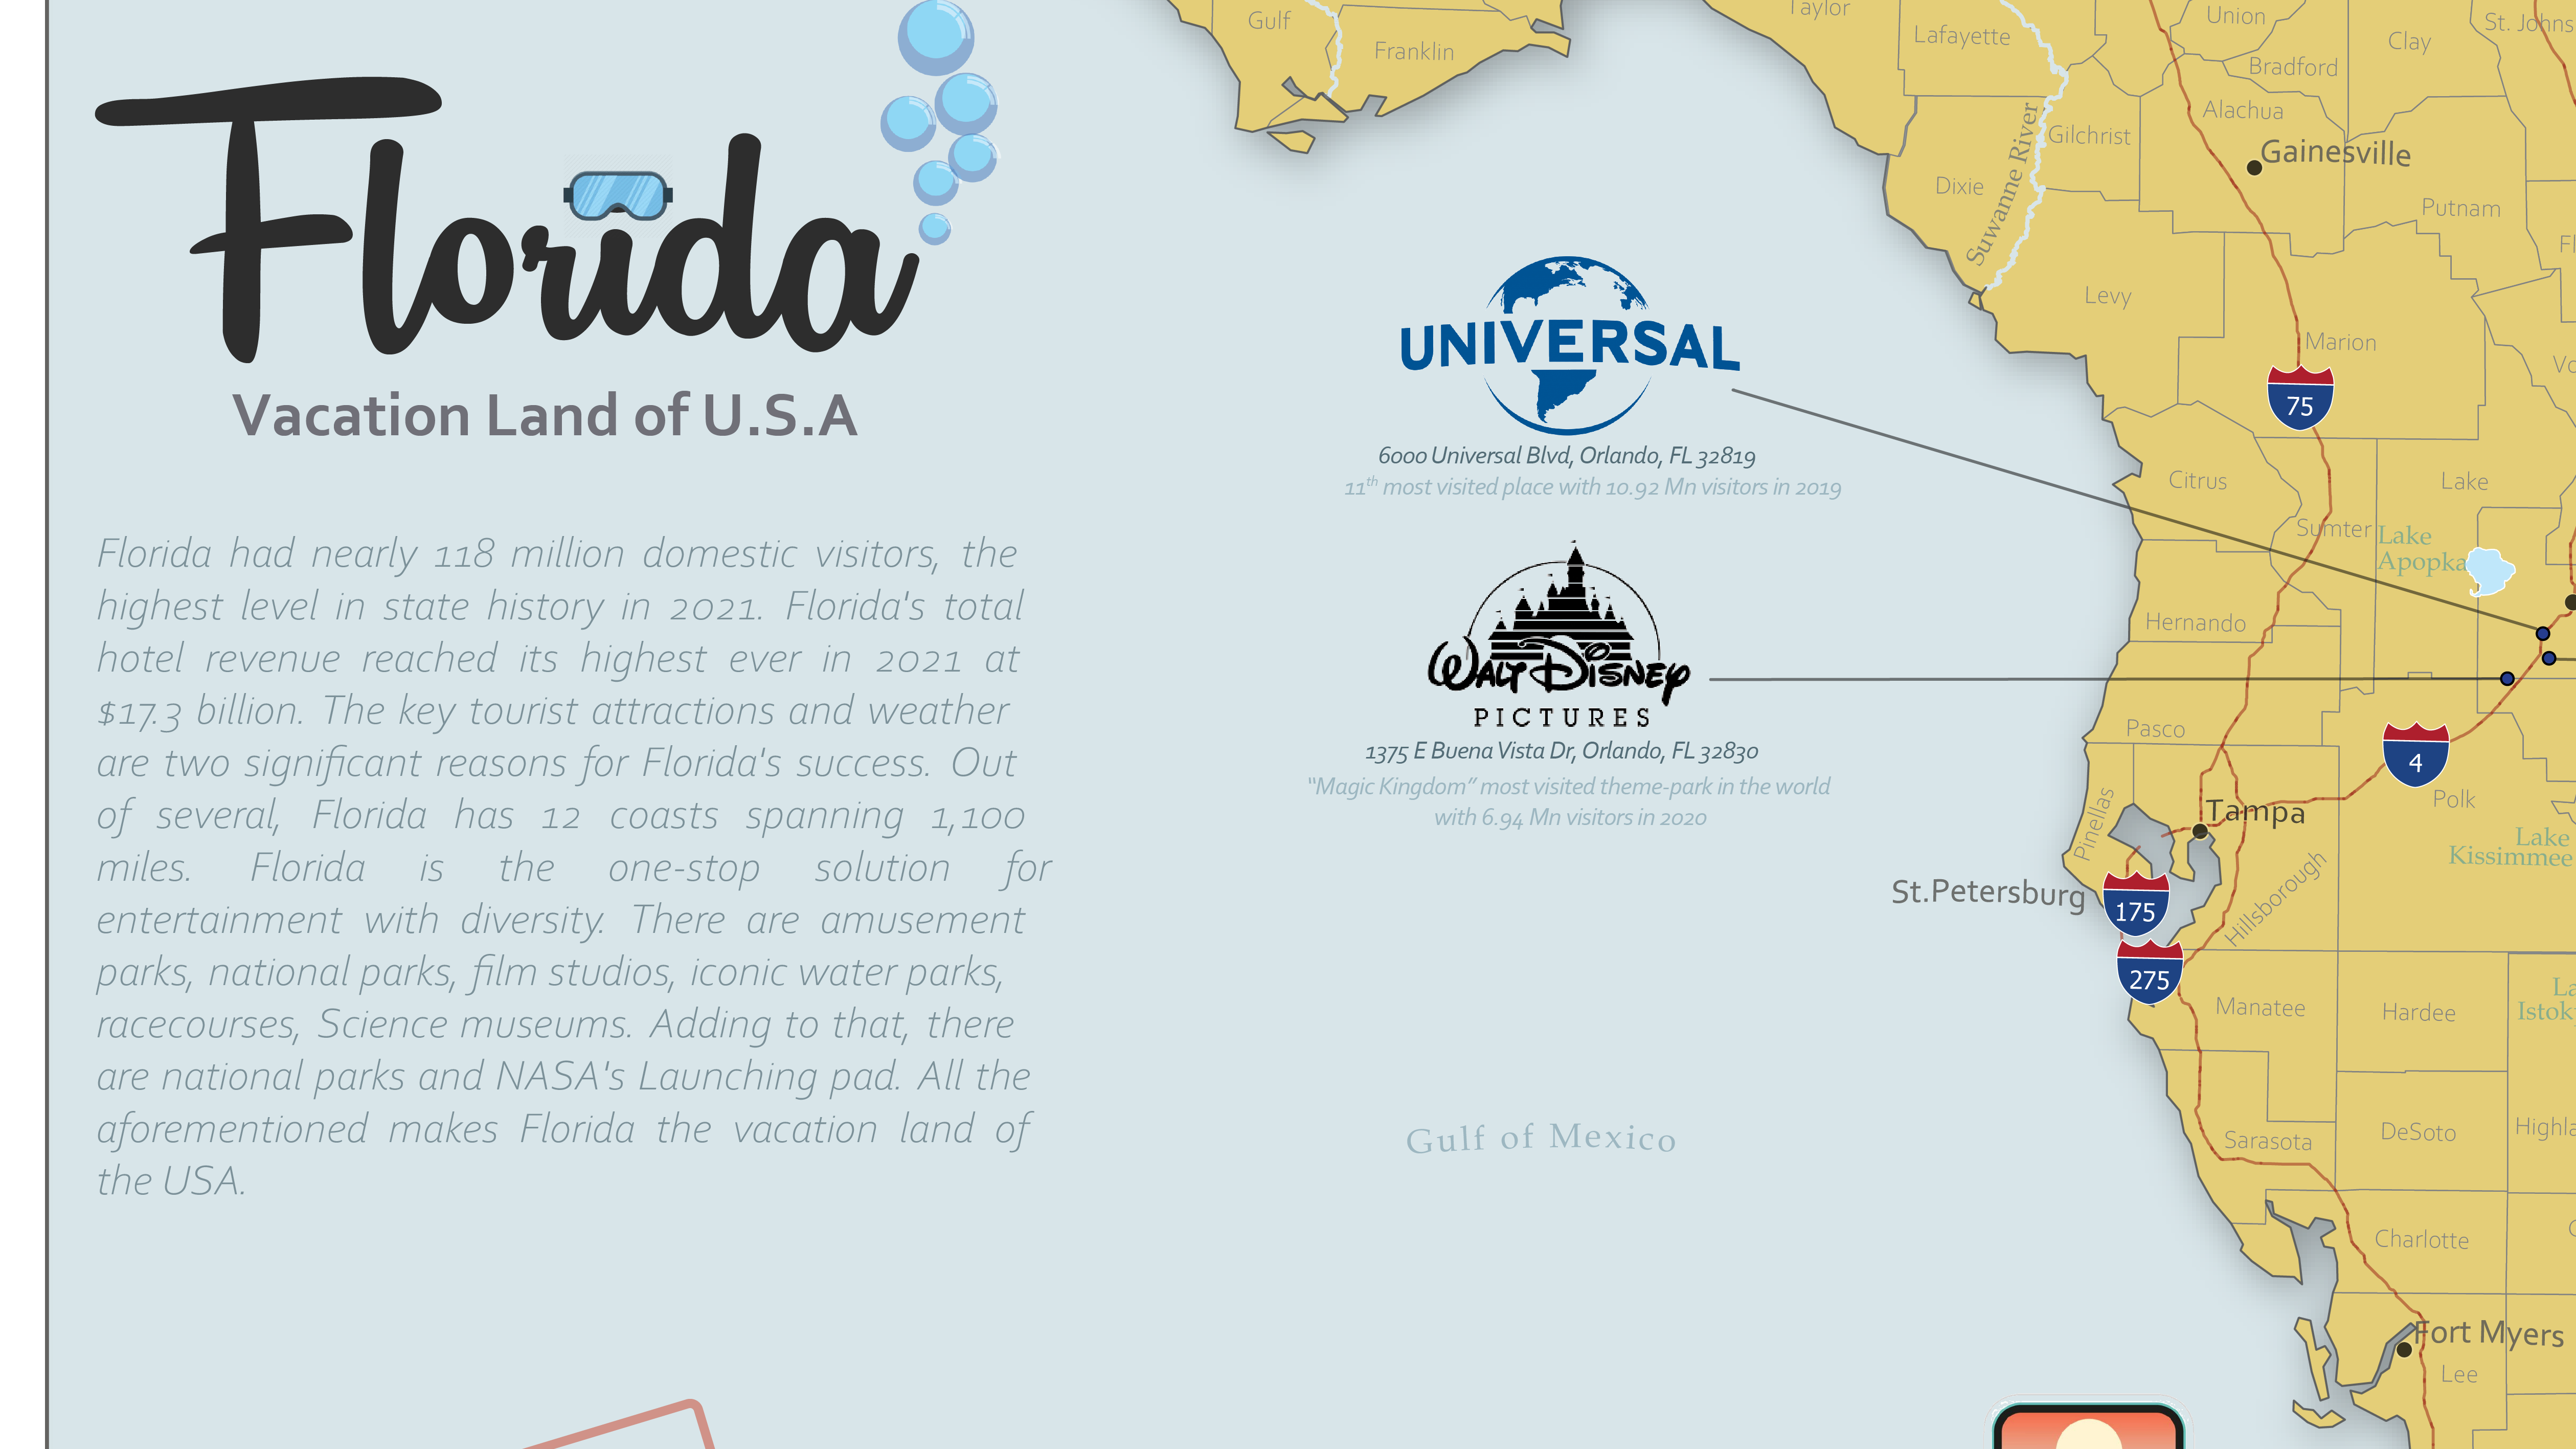 Florida
Vacation Land of U.S.A
Florida had nearly 118 million domestic visitors, the
highest level in state history in 2021. Florida's total
hotel revenue reached its highest ever in 2021 at
$17.3 billion. The key tourist attractions and weather
are two significant reasons for Florida's success. Out
of several, Florida has 12 coasts spanning 1,100
miles. Florida is the one-stop solution for
entertainment with diversity. There are amusement
parks, national parks, film studios, iconic water parks,
racecourses, Science museums. Adding to that, there
are national parks and NASA's Launching pad. All the
aforementioned makes Florida the vacation land of
the USA.
UNIVERSAL
6000 Universal Blvd, Orlando, FL 32819
11th most visited place with 10.92 Mn visitors in 2019
WALT DISNEY
PICTURES
1375 E Buena Vista Dr, Orlando, FL 32830
“Magic Kingdom” most visited theme-park in the world
with 6.94 Mn visitors in 2020
Gulf of Mexico
Gulf
Franklin
Taylor
Lafayette
Union
Clay
St. Johns
Bradford
Alachua
Gilchrist
Gainesville
Dixie
Suwanne River
Putnam
Levy
Marion
75
Citrus
Lake
Sumter
Lake
Apopka
Hernando
Pasco
4
Polk
Pinellas
Tampa
Lake
Kissimmee
Hillsborough
St.Petersburg
175
275
Manatee
Hardee
Sarasota
DeSoto
Charlotte
Fort Myers
Lee